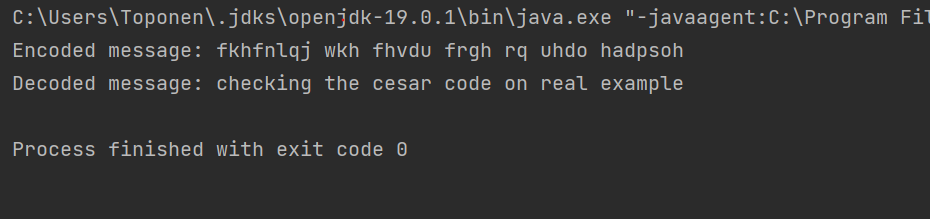 C:\Users\Toponen\.jdks\openjdk-19.0.1\bin\java.exe "-javaagent:C:\Program Fil
Encoded message: fkhfnlqj wkh fhvdu frgh rq uhdo hadpsoh
Decoded message: checking the cesar code on real example
Process finished with exit code 0